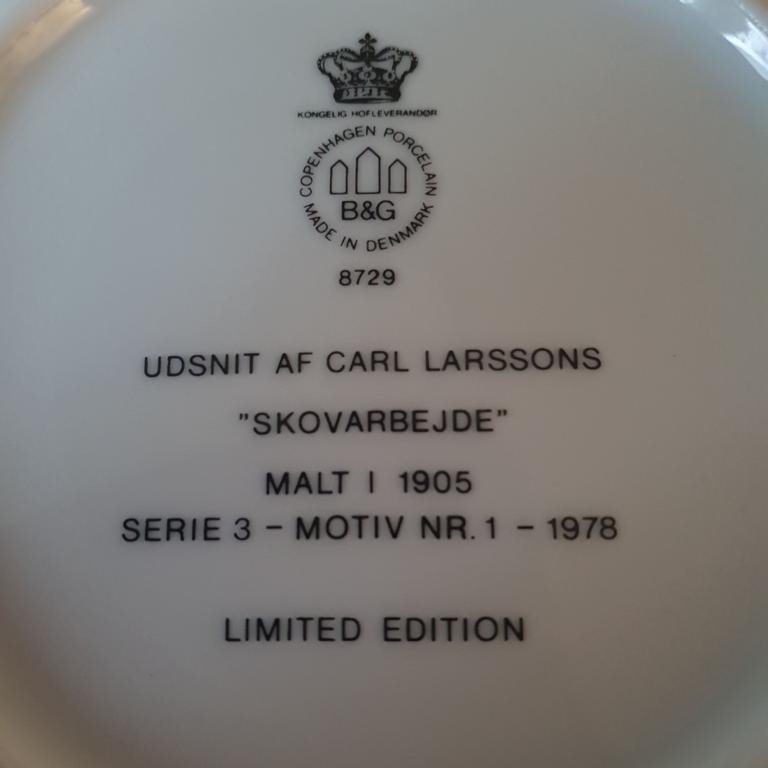 KONGELIG HOFLEVERANDØR
COPENHAGEN PORCELAIN
B&G
MADE IN DENMARK
8729
UDSNIT AF CARL LARSSONS
"SKOVARBEJDE"
MALT I 1905
SERIE 3 - MOTIV NR. 1 - 1978
LIMITED EDITION